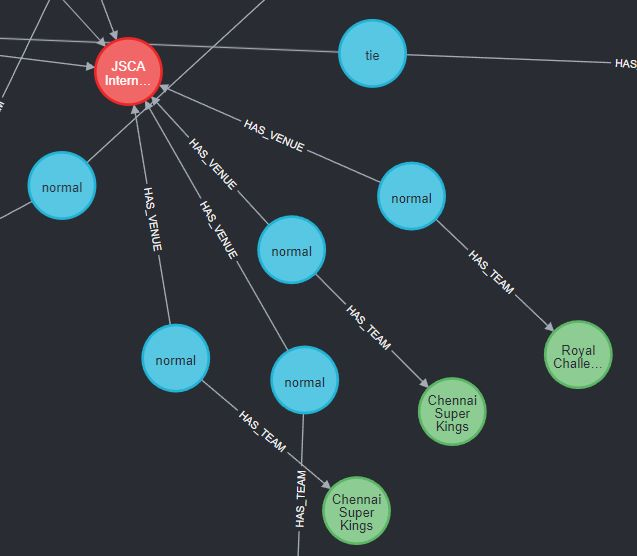 JSCA
Intern...
tie
HAS
M
normal
HAS_VENUE
HAS_VENUE
HAS_VENUE
HAS_VENUE
normal
normal
HAS_TEAM
normal
normal
HAS_TEAM
Royal
Challe...
Chennai
Super
Kings
HAS_TEAM
HAS_TEAM
Chennai
Super
Kings